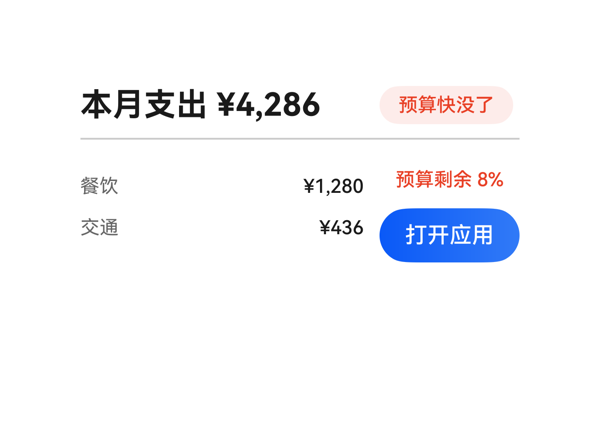 本月支出 ¥4,286
预算快没了
餐饮 ¥1,280
预算剩余 8%
交通 ¥436
打开应用